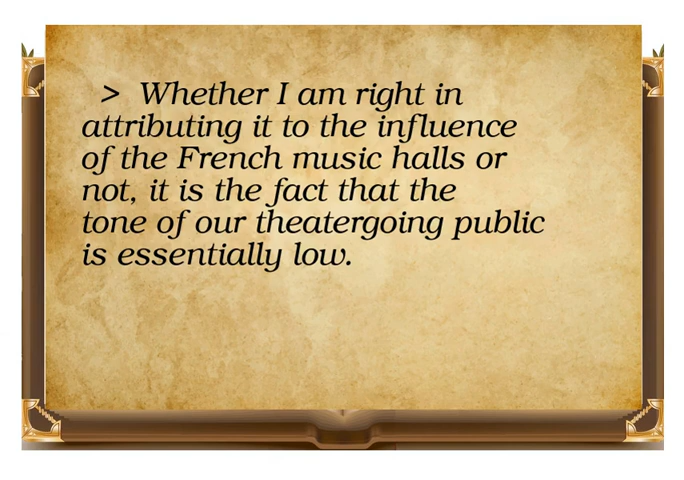 > Whether I am right in
attributing it to the influence
of the French music halls or
not, it is the fact that the
tone of our theatergoing public
is essentially low.